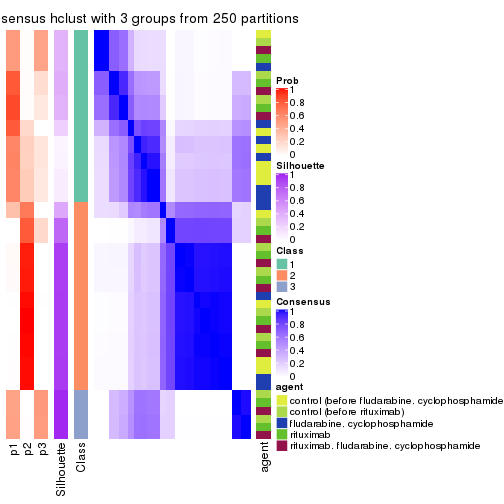 sensus hclust with 3 groups from 250 partitions
Prob
1
0.8
0.6
0.4
0.2
0
Silhouette
1
0.8
0.6
0.4
0.2
0
Class
1
2
3
Consensus
1
0.8
0.6
0.4
0.2
0
agent
control (before fludarabine. cyclophosphamide
control (before rituximab)
fludarabine. cyclophosphamide
rituximab
rituximab. fludarabine. cyclophosphamide
p1
p2
p3
Silhouette
Class
agent